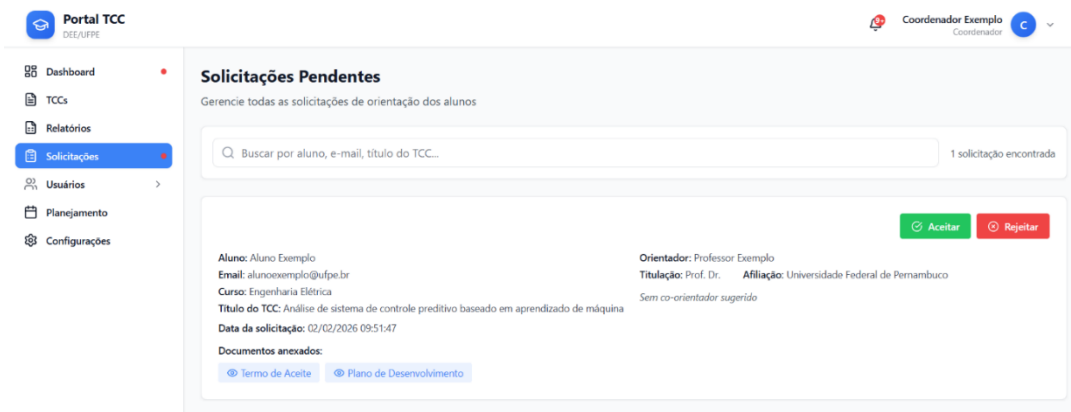 Portal TCC
DEE/UFPE
9+
Coordenador Exemplo
Coordenador
C
Dashboard
TCCs
Relatórios
Solicitações
Usuários
Planejamento
Configurações
Solicitações Pendentes
Gerencie todas as solicitações de orientação dos alunos
Buscar por aluno, e-mail, título do TCC...
1 solicitação encontrada
Aceitar
Rejeitar
Aluno: Aluno Exemplo
Email: alunoexemplo@ufpe.br
Curso: Engenharia Elétrica
Título do TCC: Análise de sistema de controle preditivo baseado em aprendizado de máquina
Data da solicitação: 02/02/2026 09:51:47
Documentos anexados:
Termo de Aceite
Plano de Desenvolvimento
Orientador: Professor Exemplo
Titulação: Prof. Dr. Afiliação: Universidade Federal de Pernambuco
Sem co-orientador sugerido